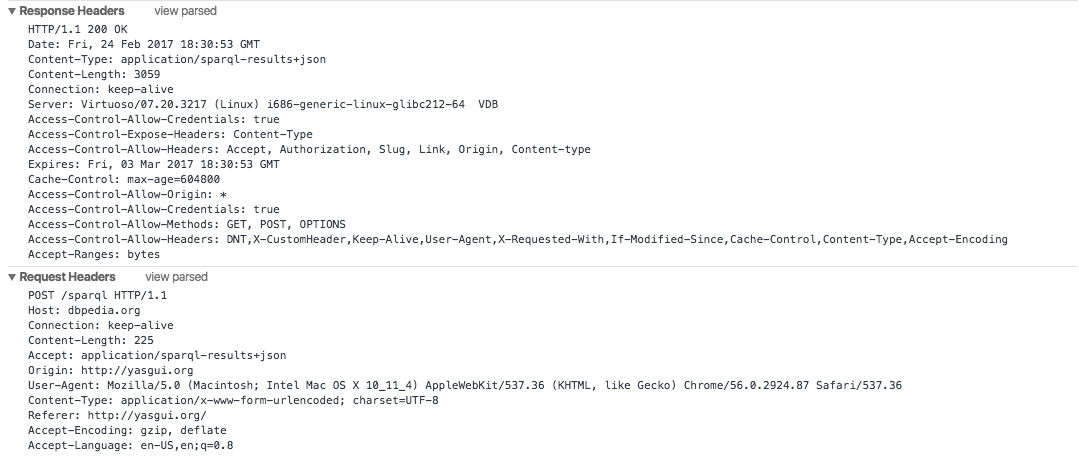 ▼ Response Headers view parsed
HTTP/1.1 200 OK
Date: Fri, 24 Feb 2017 18:30:53 GMT
Content-Type: application/sparql-results+json
Content-Length: 3059
Connection: keep-alive
Server: Virtuoso/07.20.3217 (Linux) i686-generic-linux-glibc212-64  VDB
Access-Control-Allow-Credentials: true
Access-Control-Expose-Headers: Content-Type
Access-Control-Allow-Headers: Accept, Authorization, Slug, Link, Origin, Content-type
Expires: Fri, 03 Mar 2017 18:30:53 GMT
Cache-Control: max-age=604800
Access-Control-Allow-Origin: *
Access-Control-Allow-Credentials: true
Access-Control-Allow-Methods: GET, POST, OPTIONS
Access-Control-Allow-Headers: DNT,X-CustomHeader,Keep-Alive,User-Agent,X-Requested-With,If-Modified-Since,Cache-Control,Content-Type,Accept-Encoding
Accept-Ranges: bytes
▼ Request Headers view parsed
POST /sparql HTTP/1.1
Host: dbpedia.org
Connection: keep-alive
Content-Length: 225
Accept: application/sparql-results+json
Origin: http://yasgui.org
User-Agent: Mozilla/5.0 (Macintosh; Intel Mac OS X 10_11_4) AppleWebKit/537.36 (KHTML, like Gecko) Chrome/56.0.2924.87 Safari/537.36
Content-Type: application/x-www-form-urlencoded; charset=UTF-8
Referer: http://yasgui.org/
Accept-Encoding: gzip, deflate
Accept-Language: en-US,en;q=0.8